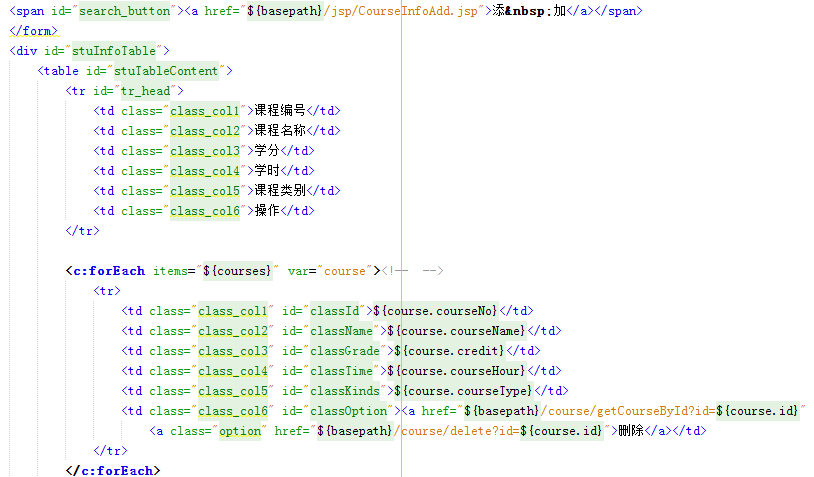 <span id="search_button"><a href="${basepath}/jsp/CourseInfoAdd.jsp">添&nbsp;加</a></span>
</form>
<div id="stuInfoTable">
<table id="stuTableContent">
<tr id="tr_head">
<td class="class_col1">课程编号</td>
<td class="class_col2">课程名称</td>
<td class="class_col3">学分</td>
<td class="class_col4">学时</td>
<td class="class_col5">课程类别</td>
<td class="class_col6">操作</td>
</tr>
<c:forEach items="${courses}" var="course"><!--  -->
<tr>
<td class="class_col1" id="classId">${course.courseNo}</td>
<td class="class_col2" id="className">${course.courseName}</td>
<td class="class_col3" id="classGrade">${course.credit}</td>
<td class="class_col4" id="classTime">${course.courseHour}</td>
<td class="class_col5" id="classKinds">${course.courseType}</td>
<td class="class_col6" id="classOption"><a href="${basepath}/course/getCourseById?id=${course.id}"
<a class="option" href="${basepath}/course/delete?id=${course.id}">删除</a></td>
</tr>
</c:forEach>